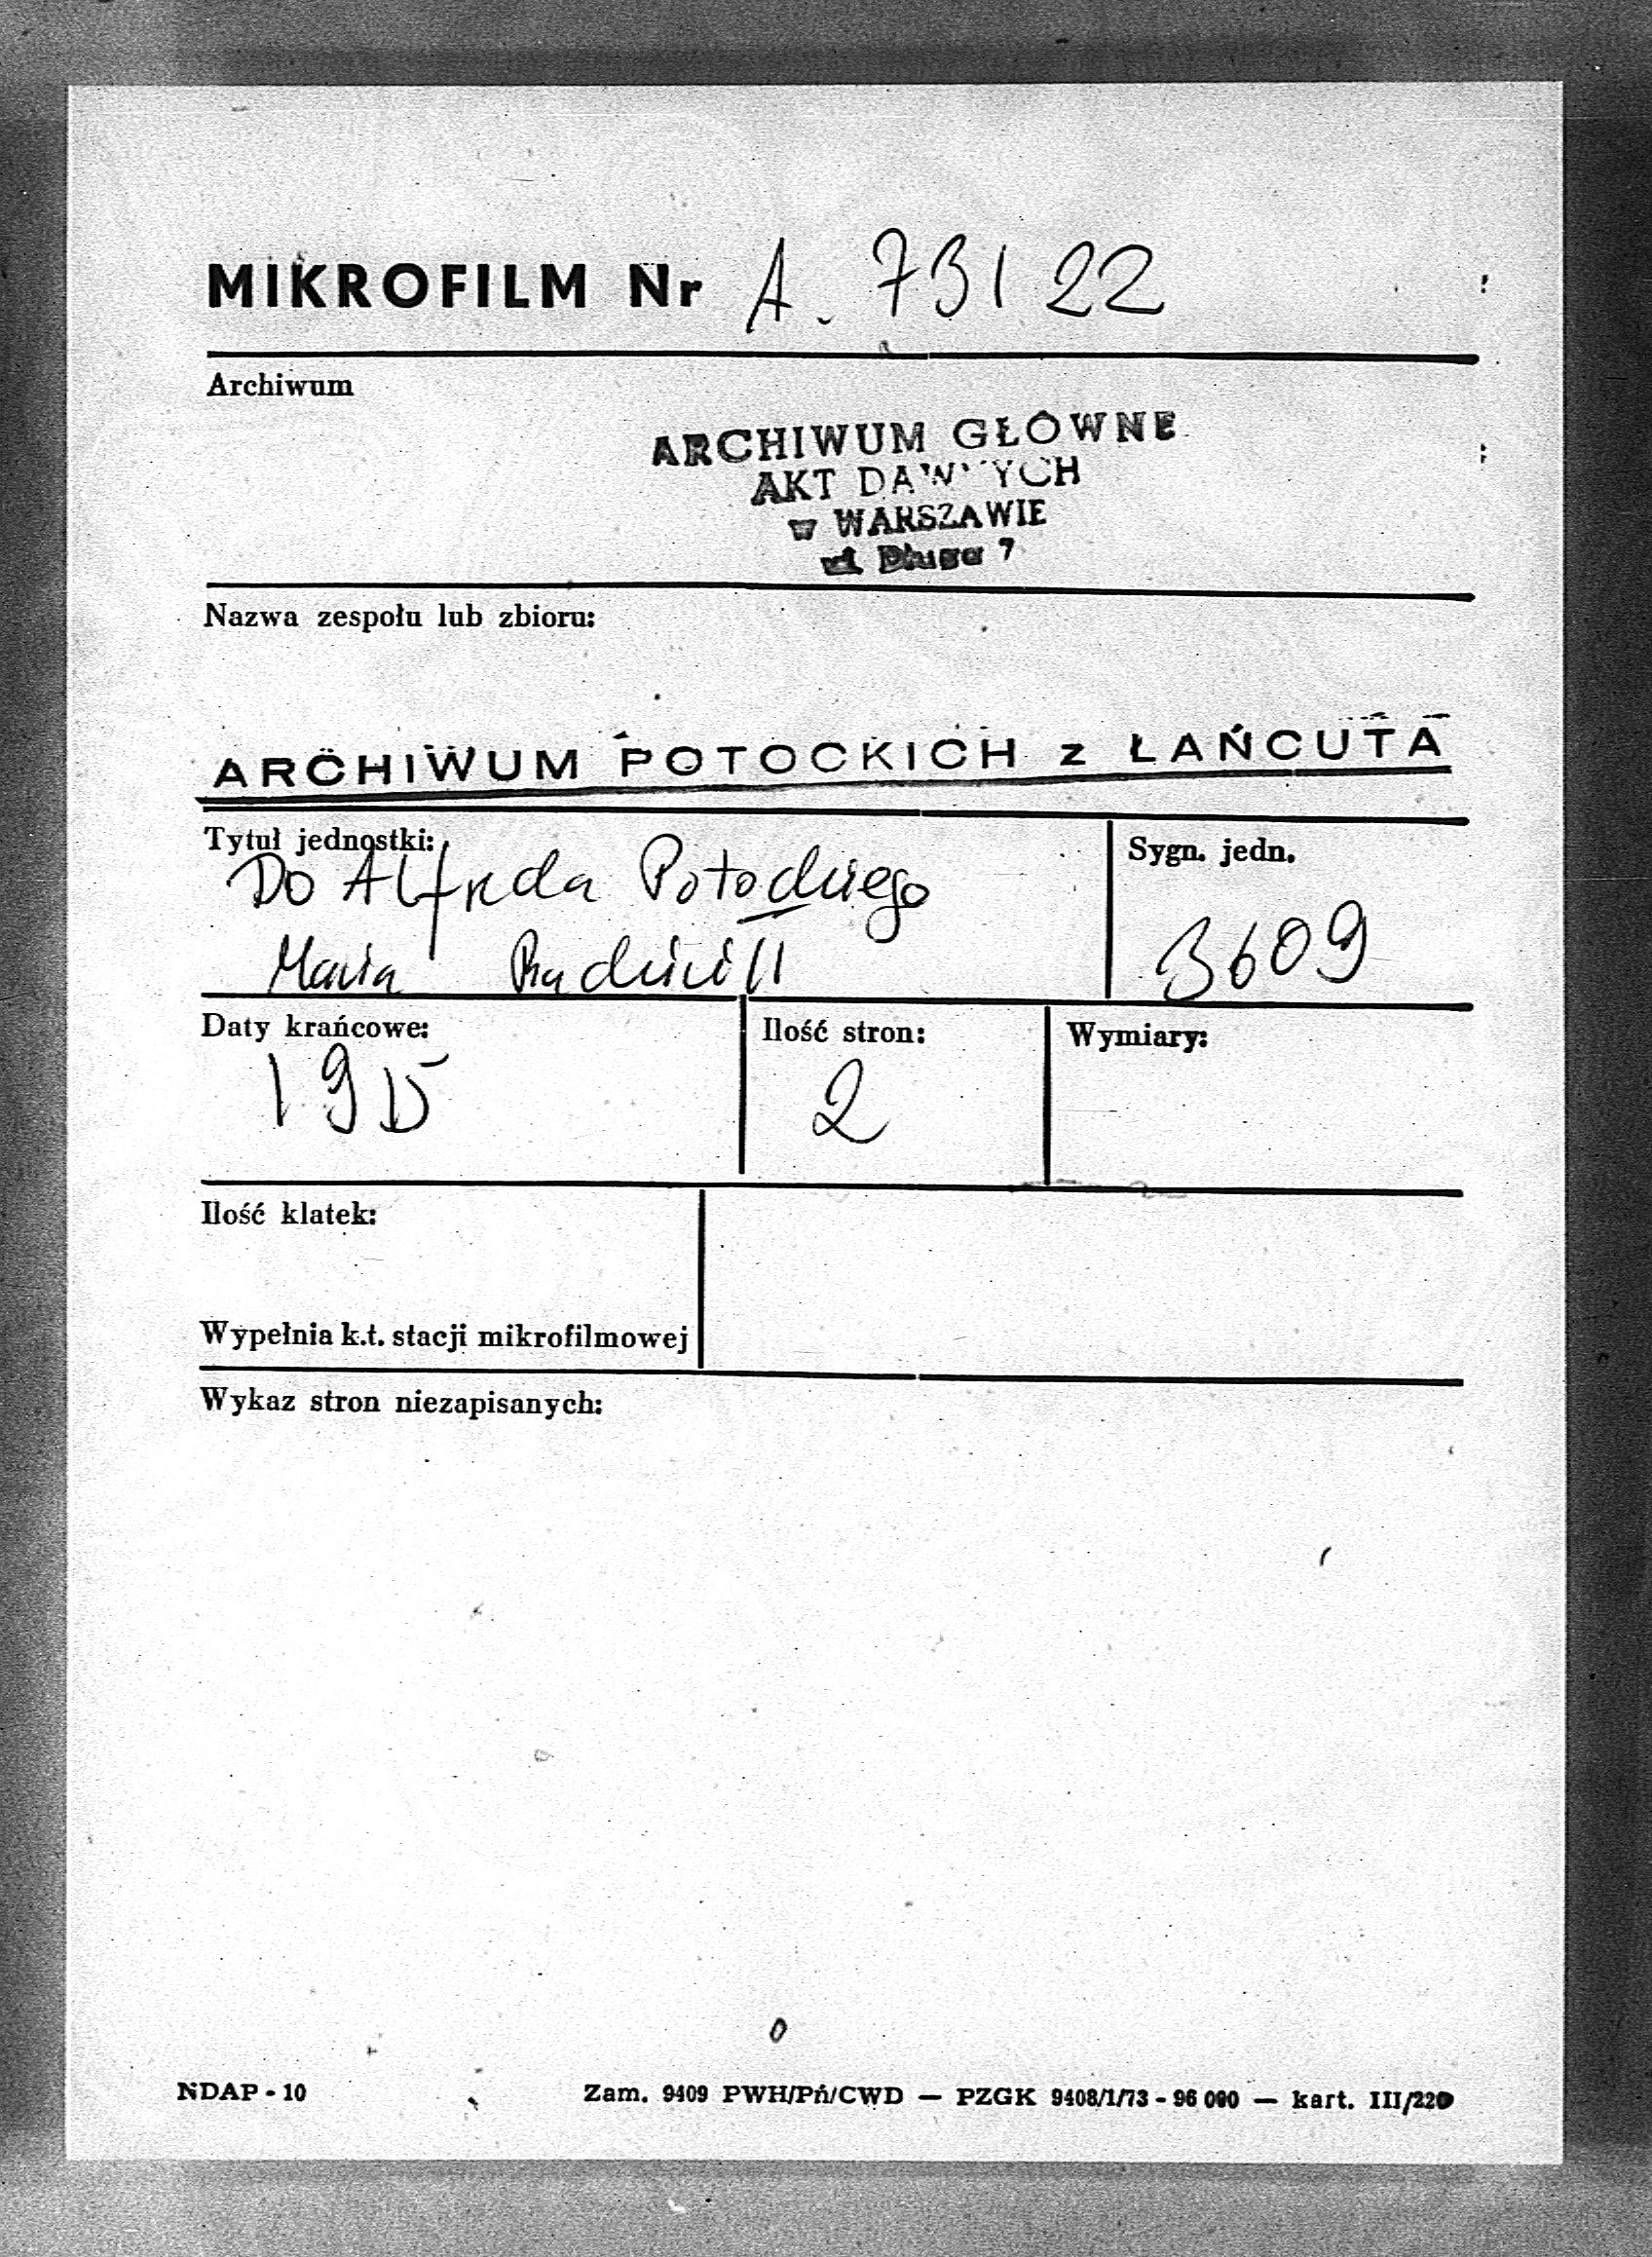 MIKROFILM Nr A. 73122
Archiwum
ARCHIWUM GŁÓWNE
AKT DAWNYCH
w WARSZAWIE
ul. Długa 7
Nazwa zespołu lub zbioru:
ARCHIWUM POTOCKICH z ŁAŃCUTA
Tytuł jednostki:
Do Alfreda Potockiego
Maria Radziwiłł
Sygn. jedn.
3609
Daty krańcowe:
Ilość stron:
2
Wymiary:
Ilość klatek:
Wypełnia k.t. stacji mikrofilmowej
Wykaz stron niezapisanych:
NDAP - 10
Zam. 9409 PWH/Pń/CWD — PZGK 9408/1/73 - 96 000 — kart. III/220